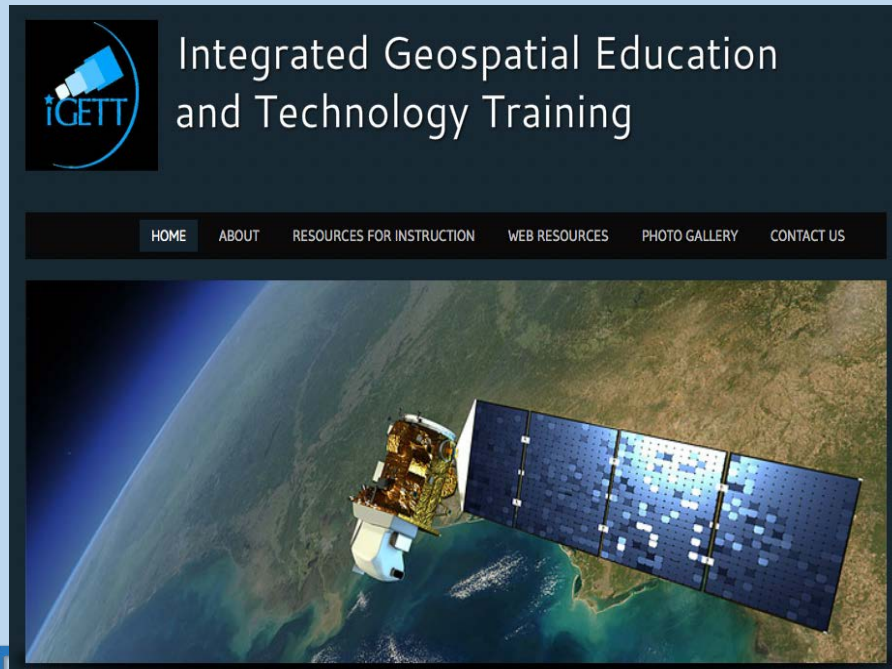 iGETT
Integrated Geospatial Education
and Technology Training
HOME ABOUT RESOURCES FOR INSTRUCTION WEB RESOURCES PHOTO GALLERY CONTACT US